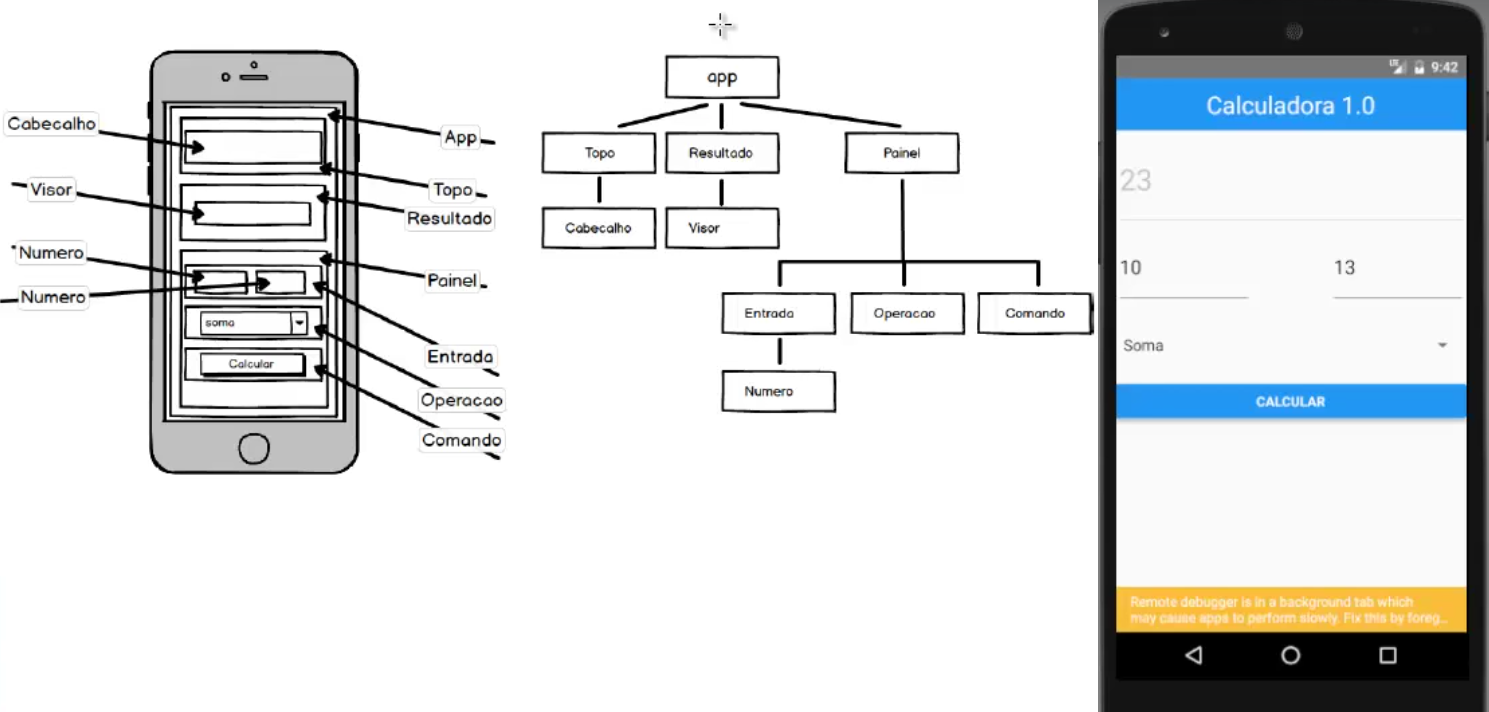 Cabecalho
App
Visor
Topo
Resultado
Numero
Painel
Numero
soma
Calcular
Entrada
Operacao
Comando
app
Topo
Resultado
Painel
Cabecalho
Visor
Entrada
Operacao
Comando
Numero
LTE 9:42
Calculadora 1.0
23
10
13
Soma
CALCULAR
Remote debugger is in a background tab which
may cause apps to perform slowly. Fix this by foreg...